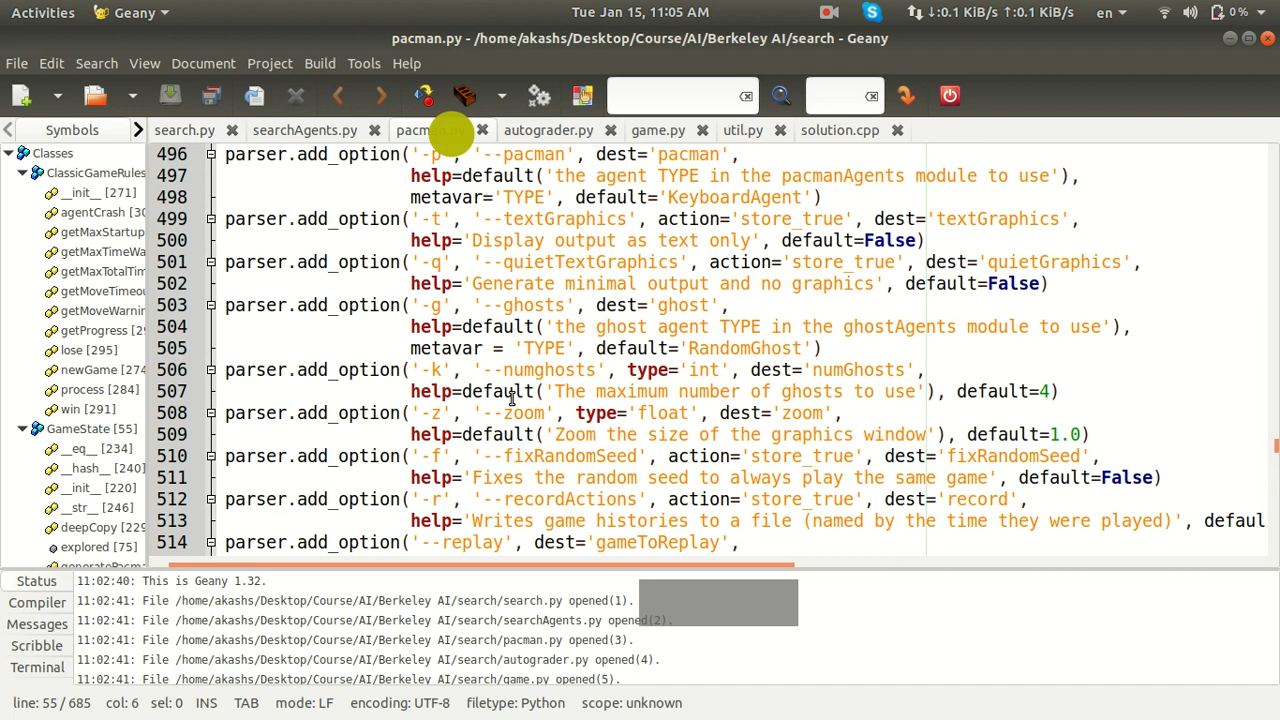 Activities Geany Tue Jan 15, 11:05 AM ↓:0.1 KiB/s ↑:0.1 KiB/s en 0%
pacman.py - /home/akashs/Desktop/Course/AI/Berkeley AI/search - Geany
File Edit Search View Document Project Build Tools Help
Symbols search.py searchAgents.py autograder.py game.py util.py solution.cpp
Classes
ClassicGameRules
__init__ [271]
agentCrash [30
getMaxStartup
getMaxTimeWa
getMaxTotalTim
getMoveTimeou
getMoveWarnin
getProgress [29
lose [295]
newGame [274
process [284]
win [291]
GameState [55]
__eq__ [234]
__hash__ [240]
__init__ [220]
__str__ [246]
deepCopy [229
explored [75]
496 parser.add_option('-p', '--pacman', dest='pacman',
497 help=default('the agent TYPE in the pacmanAgents module to use'),
498 metavar='TYPE', default='KeyboardAgent')
499 parser.add_option('-t', '--textGraphics', action='store_true', dest='textGraphics',
500 help='Display output as text only', default=False)
501 parser.add_option('-q', '--quietTextGraphics', action='store_true', dest='quietGraphics',
502 help='Generate minimal output and no graphics', default=False)
503 parser.add_option('-g', '--ghosts', dest='ghost',
504 help=default('the ghost agent TYPE in the ghostAgents module to use'),
505 metavar = 'TYPE', default='RandomGhost')
506 parser.add_option('-k', '--numghosts', type='int', dest='numGhosts',
507 help=default('The maximum number of ghosts to use'), default=4)
508 parser.add_option('-z', '--zoom', type='float', dest='zoom',
509 help=default('Zoom the size of the graphics window'), default=1.0)
510 parser.add_option('-f', '--fixRandomSeed', action='store_true', dest='fixRandomSeed',
511 help='Fixes the random seed to always play the same game', default=False)
512 parser.add_option('-r', '--recordActions', action='store_true', dest='record',
513 help='Writes game histories to a file (named by the time they were played)', defaul
514 parser.add_option('--replay', dest='gameToReplay',
Status
Compiler
Messages
Scribble
Terminal
11:02:40: This is Geany 1.32.
11:02:41: File /home/akashs/Desktop/Course/AI/Berkeley AI/search/search.py opened(1).
11:02:41: File /home/akashs/Desktop/Course/AI/Berkeley AI/search/searchAgents.py opened(2).
11:02:41: File /home/akashs/Desktop/Course/AI/Berkeley AI/search/pacman.py opened(3).
11:02:41: File /home/akashs/Desktop/Course/AI/Berkeley AI/search/autograder.py opened(4).
11:02:41: File /home/akashs/Desktop/Course/AI/Berkeley AI/search/game.py opened(5).
line: 55 / 685 col: 6 sel: 0 INS TAB mode: LF encoding: UTF-8 filetype: Python scope: unknown